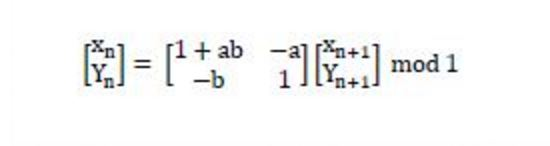 [xₙ Yₙ] = [1 + ab −a −b 1][xₙ₊₁ Yₙ₊₁] mod 1